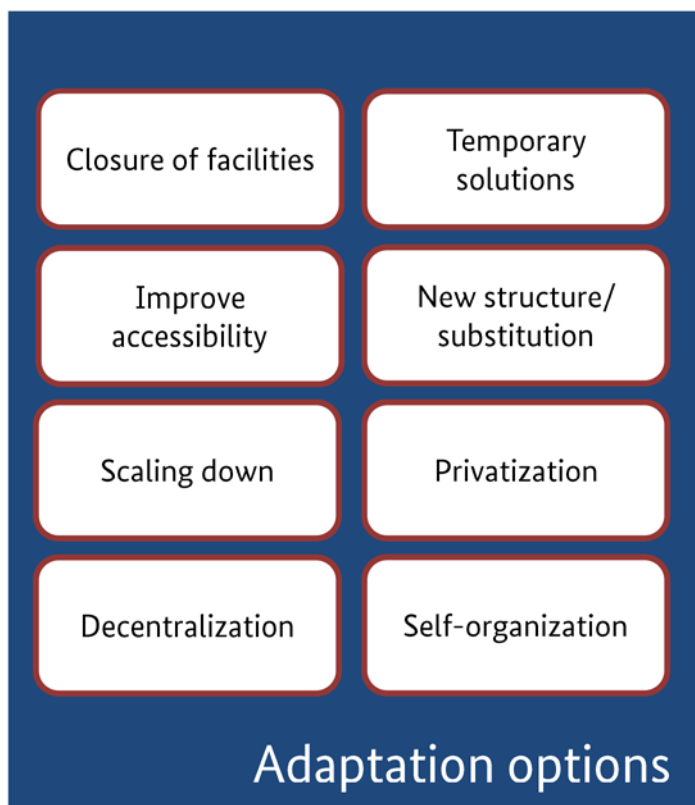 Closure of facilities
Temporary
solutions
Improve
accessibility
New structure/
substitution
Scaling down
Privatization
Decentralization
Self-organization
Adaptation options